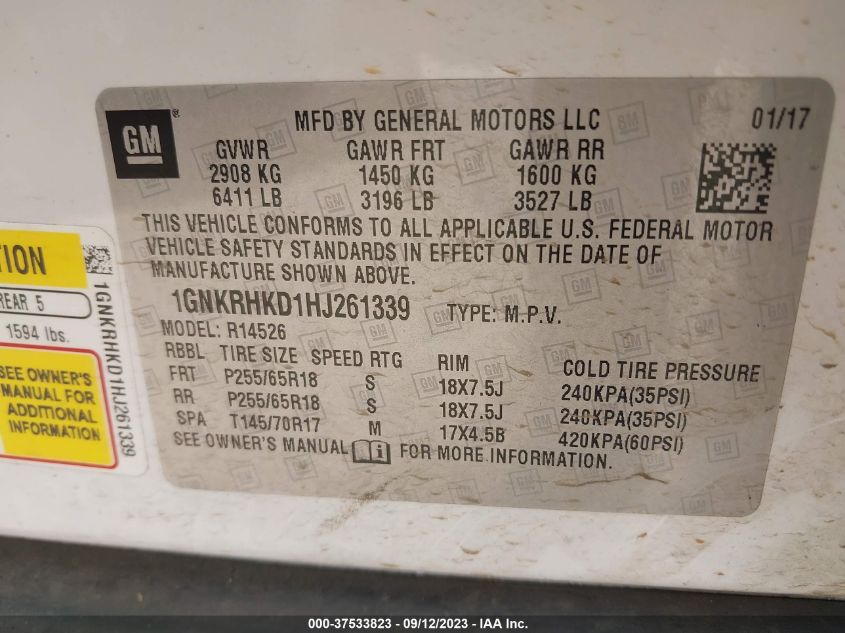 GM
®
MFD BY GENERAL MOTORS LLC 01/17
GVWR GAWR FRT GAWR RR
2908 KG 1450 KG 1600 KG
6411 LB 3196 LB 3527 LB
THIS VEHICLE CONFORMS TO ALL APPLICABLE U.S. FEDERAL MOTOR
VEHICLE SAFETY STANDARDS IN EFFECT ON THE DATE OF
MANUFACTURE SHOWN ABOVE.
1GNKRHKD1HJ261339 TYPE: M.P.V.
MODEL: R14526
RBBL TIRE SIZE SPEED RTG RIM COLD TIRE PRESSURE
FRT P255/65R18 S 18X7.5J 240KPA(35PSI)
RR P255/65R18 S 18X7.5J 240KPA(35PSI)
SPA T145/70R17 M 17X4.5B 420KPA(60PSI)
SEE OWNER'S MANUAL i FOR MORE INFORMATION.
TION
REAR 5
1594 lbs.
SEE OWNER'S
MANUAL FOR
ADDITIONAL
INFORMATION
1GNKRHKD1HJ261339
000-37533823 - 09/12/2023 - IAA Inc.